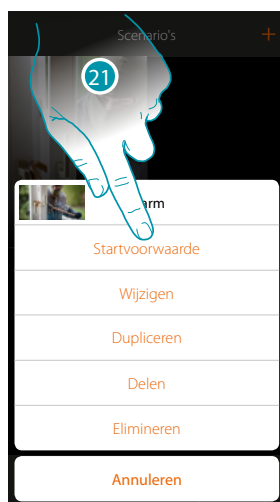 Scenario's
+
21
arm
Startvoorwaarde
Wijzigen
Dupliceren
Delen
Elimineren
Annuleren